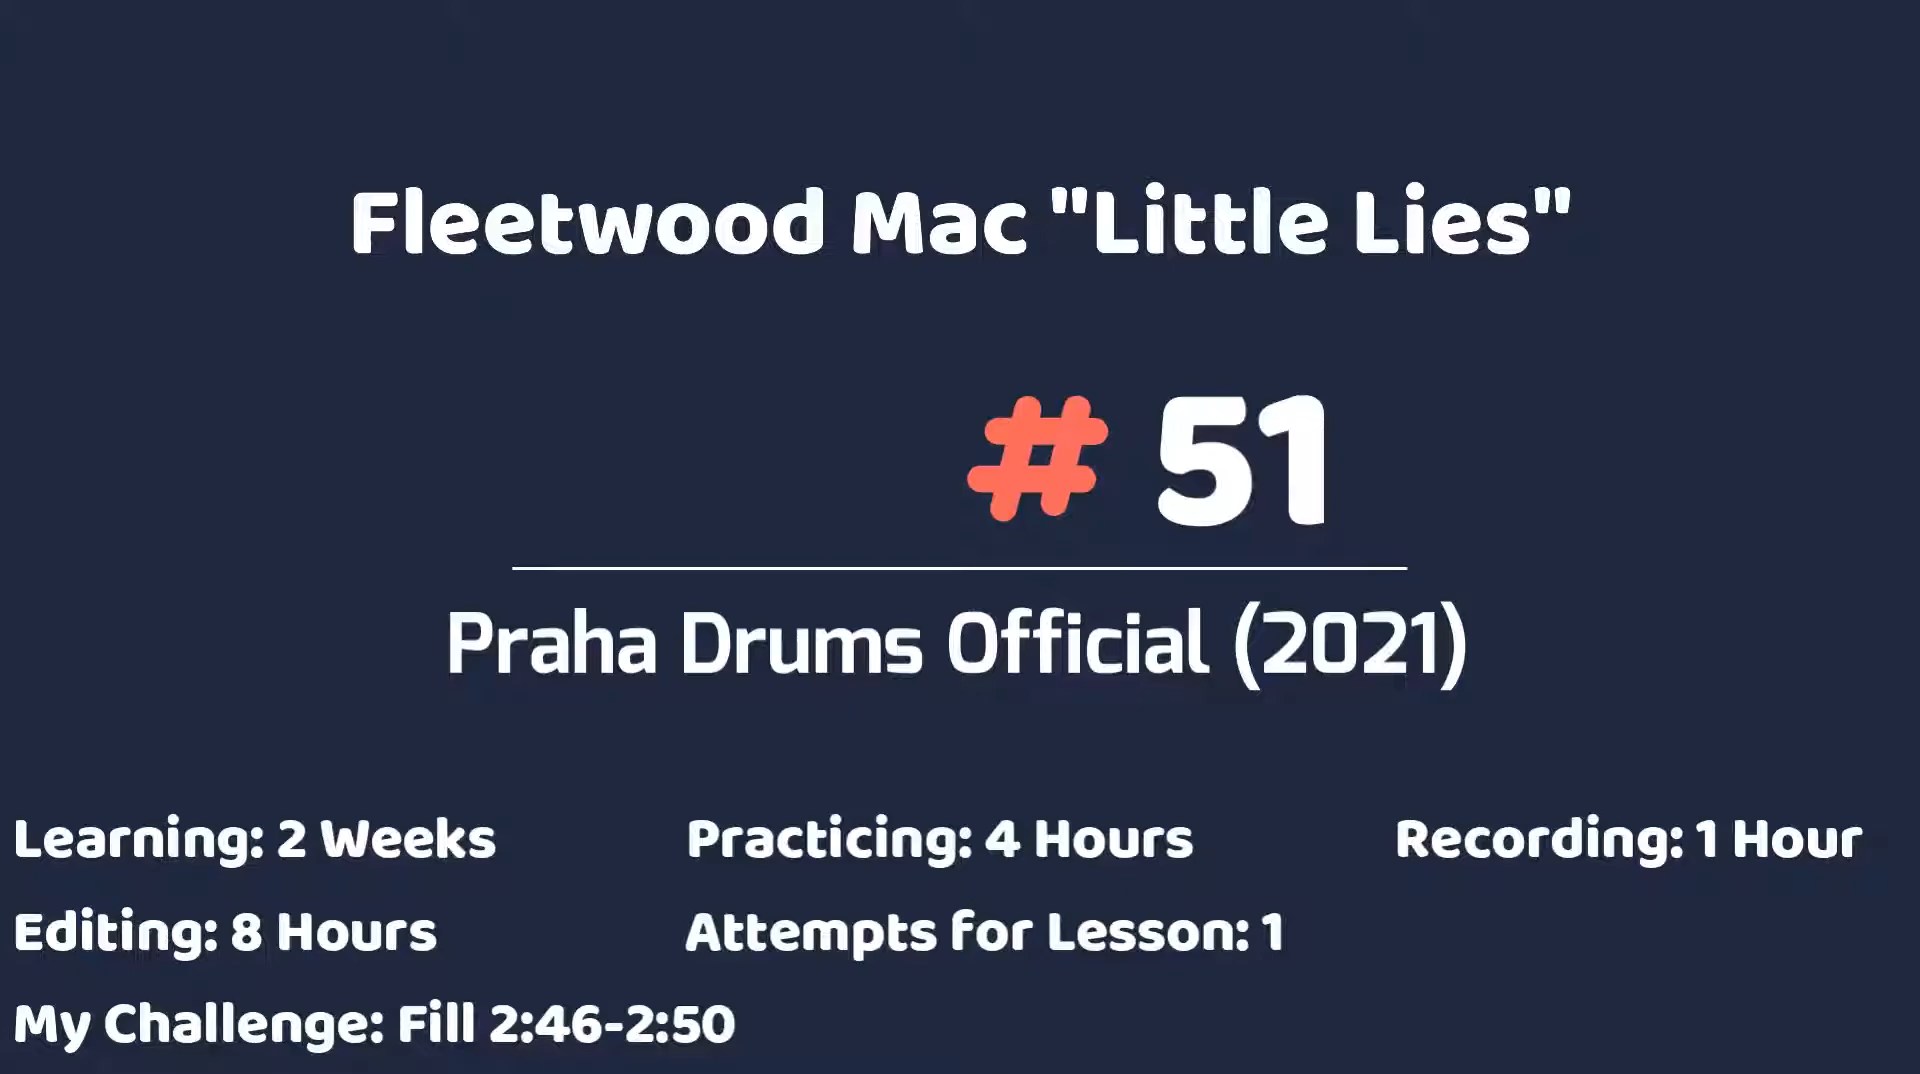 Fleetwood Mac "Little Lies"
# 51
Praha Drums Official (2021)
Learning: 2 Weeks Practicing: 4 Hours Recording: 1 Hour
Editing: 8 Hours Attempts for Lesson: 1
My Challenge: Fill 2:46-2:50